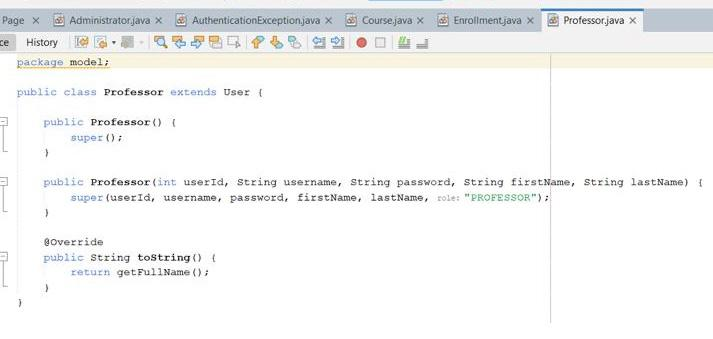 Page Administrator.java AuthenticationException.java Course.java Enrollment.java Professor.java
ce History
package model;
public class Professor extends User {
public Professor() {
super();
}
public Professor(int userId, String username, String password, String firstName, String lastName) {
super(userId, username, password, firstName, lastName, role: "PROFESSOR");
}
@Override
public String toString() {
return getFullName();
}
}